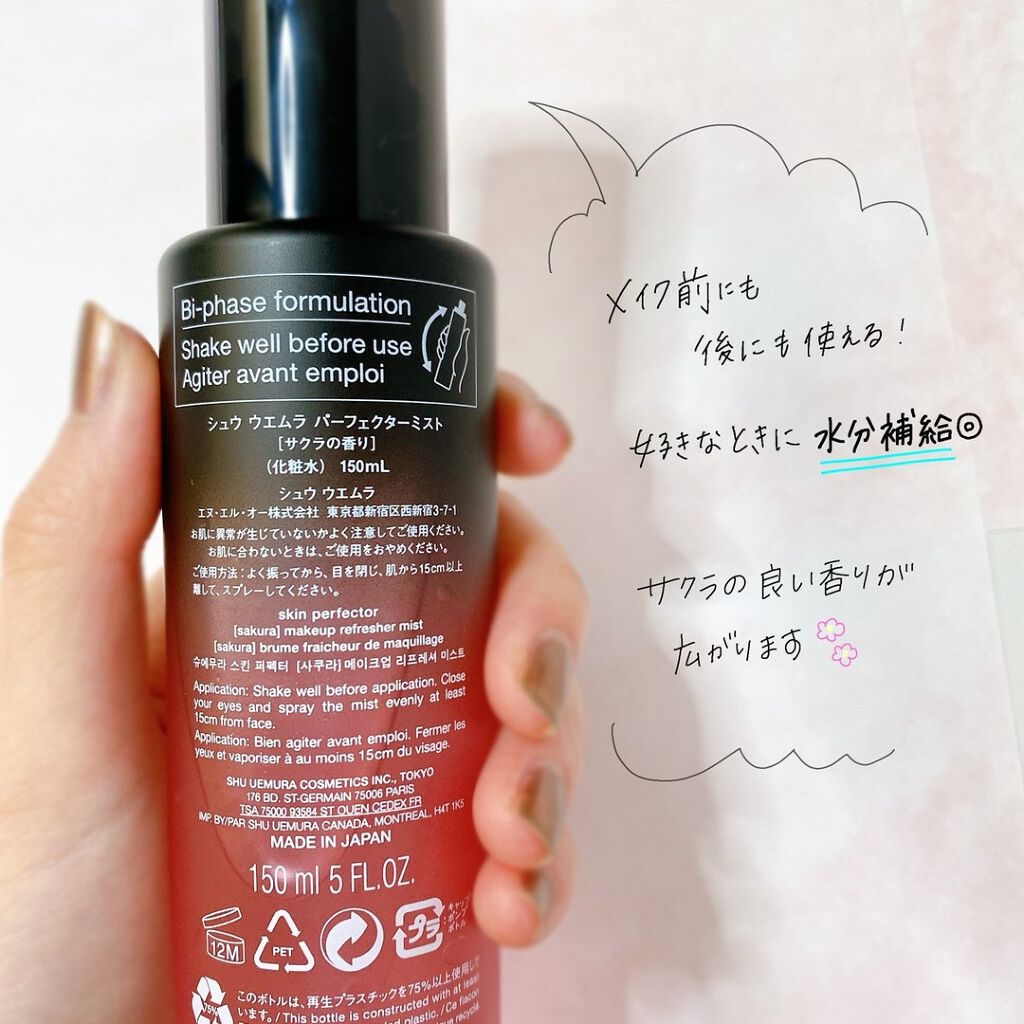 Bi-phase formulation
Shake well before use
Agiter avant emploi
シュウ ウエムラ パーフェクターミスト
[サクラの香り]
(化粧水) 150mL
シュウ ウエムラ
エヌ・エル・オー株式会社 東京都新宿区西新宿3-7-1
お肌に異常が生じていないかよく注意してご使用ください。
お肌に合わないときは、ご使用をおやめください。
ご使用方法:よく振ってから、目を閉じ、肌から15cm以上
離して、スプレーしてください。
skin perfector
[sakura] makeup refresher mist
[sakura] brume fraicheur de maquillage
슈에무라 스킨 퍼펙터 [사쿠라] 메이크업 리프레셔 미스트
Application: Shake well before application. Close
your eyes and spray the mist evenly at least
15cm from face.
Application: Bien agiter avant emploi. Fermer les
yeux et vaporiser à au moins 15cm du visage.
SHU UEMURA COSMETICS INC., TOKYO
176 BD. ST-GERMAIN 75006 PARIS
TSA 75000 93584 ST OUEN CEDEX FR
IMP. BY/PAR SHU UEMURA CANADA, MONTREAL, H4T 1K5
MADE IN JAPAN
150 ml 5 FL.OZ.
12M
PET
プラ
キャップ
ポンプ
ボトル
75%
このボトルは、再生プラスチックを75%以上使用して
います。/ This bottle is constructed with at least
plastic. / Ce flacon
recyclé.
メイク前にも
後にも使える!
好きなときに 水分補給◎
サクラの良い香りが
広がります